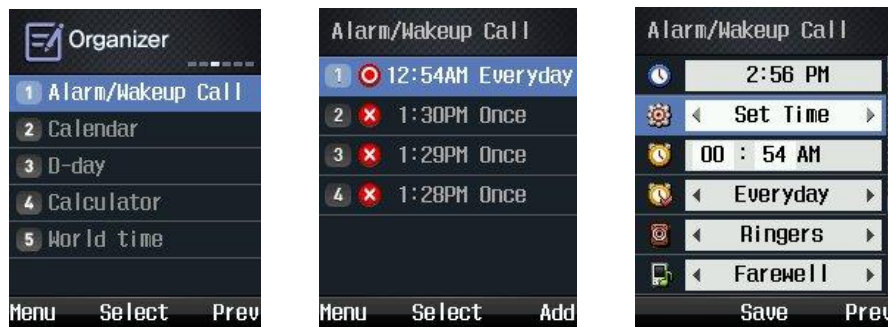 Organizer
1 Alarm/Wakeup Call
2 Calendar
3 D-day
4 Calculator
5 World time
Menu Select Prev
Alarm/Wakeup Call
1 12:54AM Everyday
2 1:30PM Once
3 1:29PM Once
4 1:28PM Once
Menu Select Add
Alarm/Wakeup Call
2:56 PM
Set Time
00 : 54 AM
Everyday
Ringers
Farewell
Save Prev